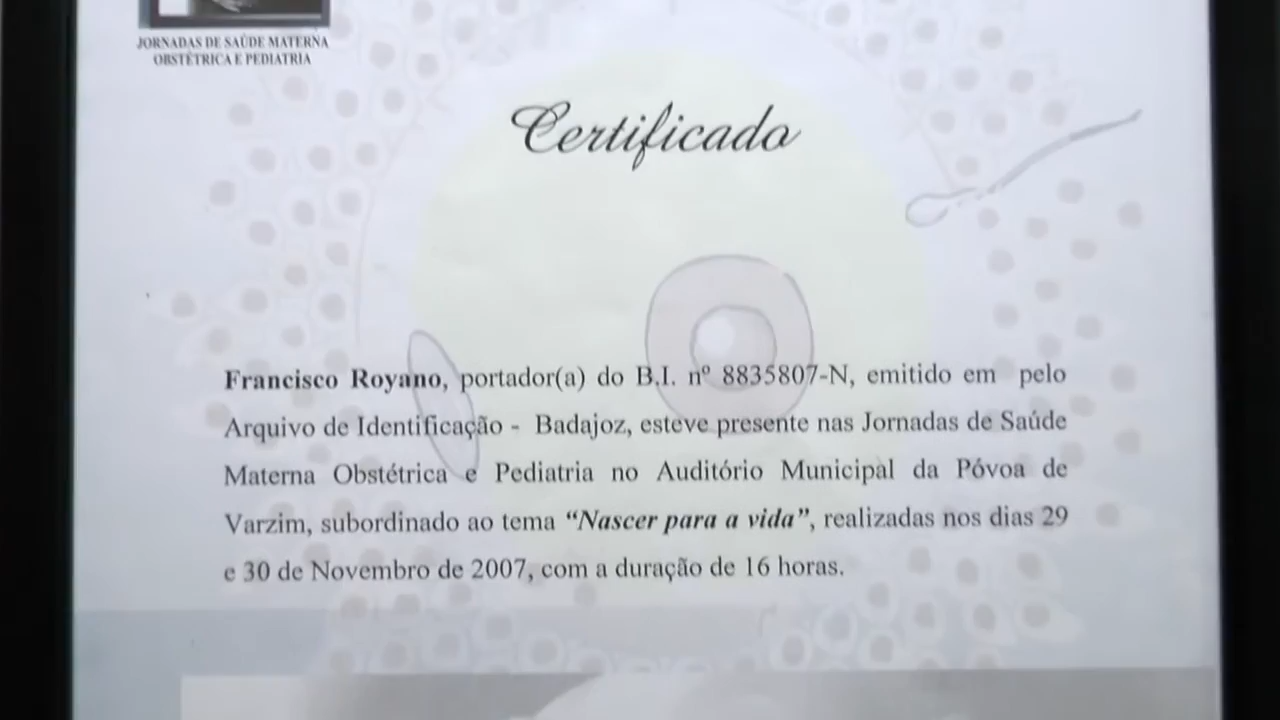 JORNADAS DE SAÚDE MATERNA
OBSTÉTRICA E PEDIATRIA
Certificado
Francisco Royano, portador(a) do B.I. nº 8835807-N, emitido em pelo
Arquivo de Identificação - Badajoz, esteve presente nas Jornadas de Saúde
Materna Obstétrica e Pediatria no Auditório Municipal da Póvoa de
Varzim, subordinado ao tema “Nascer para a vida”, realizadas nos dias 29
e 30 de Novembro de 2007, com a duração de 16 horas.